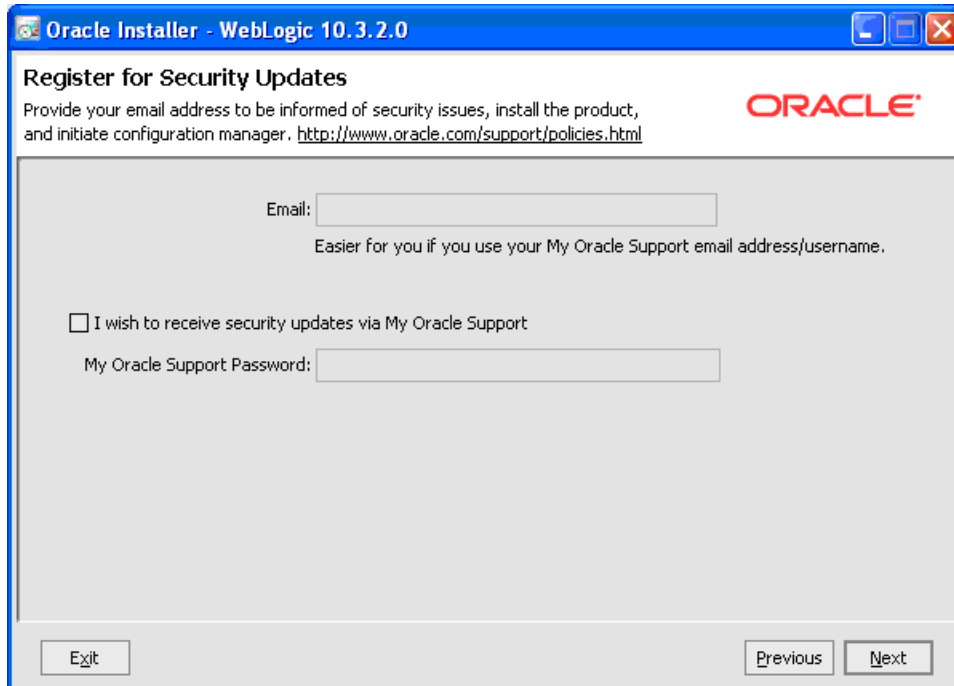 Oracle Installer - WebLogic 10.3.2.0
Register for Security Updates
Provide your email address to be informed of security issues, install the product,
and initiate configuration manager. http://www.oracle.com/support/policies.html
ORACLE
Email:
Easier for you if you use your My Oracle Support email address/username.
I wish to receive security updates via My Oracle Support
My Oracle Support Password:
Exit
Previous
Next